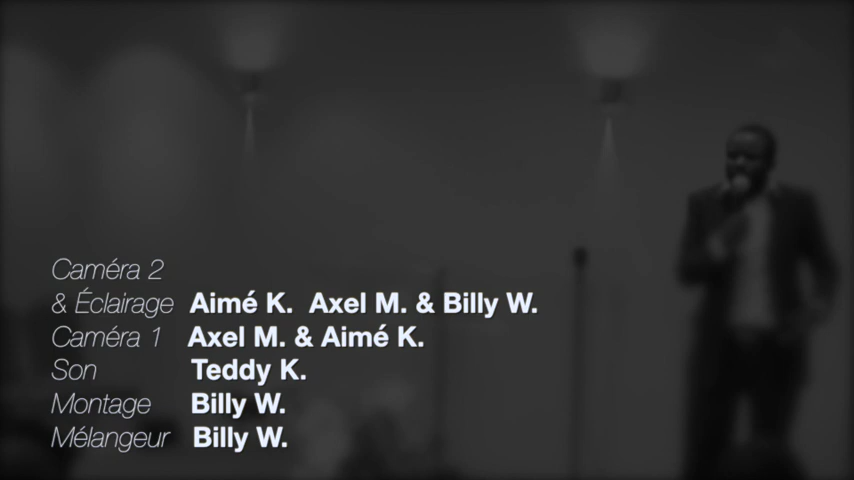 Caméra 2
& Éclairage Aimé K. Axel M. & Billy W.
Caméra 1 Axel M. & Aimé K.
Son Teddy K.
Montage Billy W.
Mélangeur Billy W.